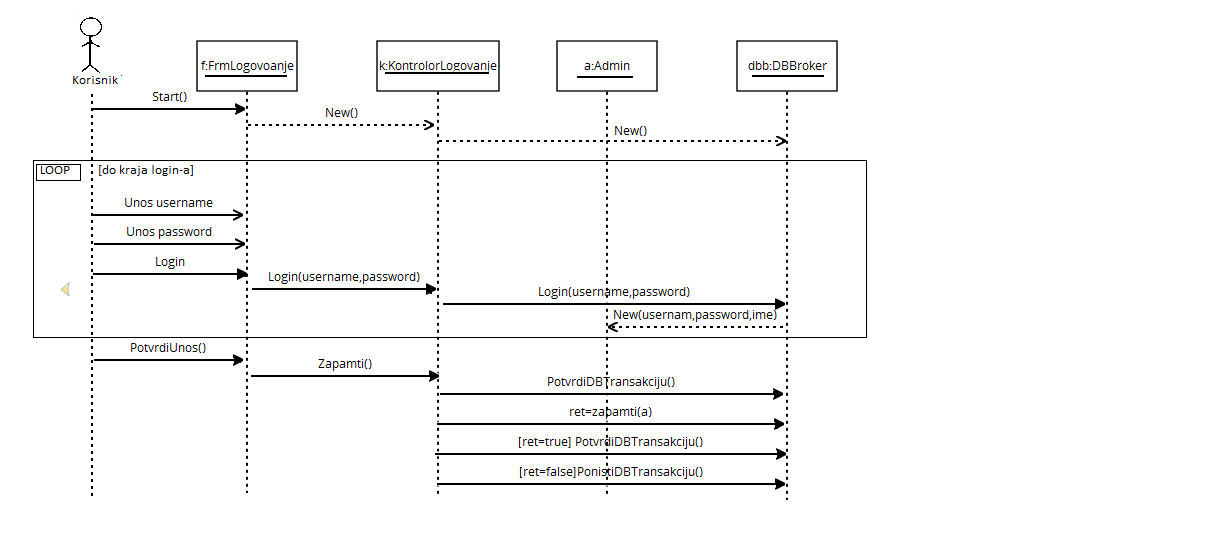 Korisnik
f:FrmLogovoanje
k:KontrolorLogovanje
a:Admin
dbb:DBBroker
Start()
New()
New()
LOOP
[do kraja login-a]
Unos username
Unos password
Login
Login(username,password)
Login(username,password)
New(usernam,password,ime)
PotvrdiUnos()
Zapamti()
PotvrdiDBTransakciju()
ret=zapamti(a)
[ret=true] PotvrdiDBTransakciju()
[ret=false]PonistiDBTransakciju()